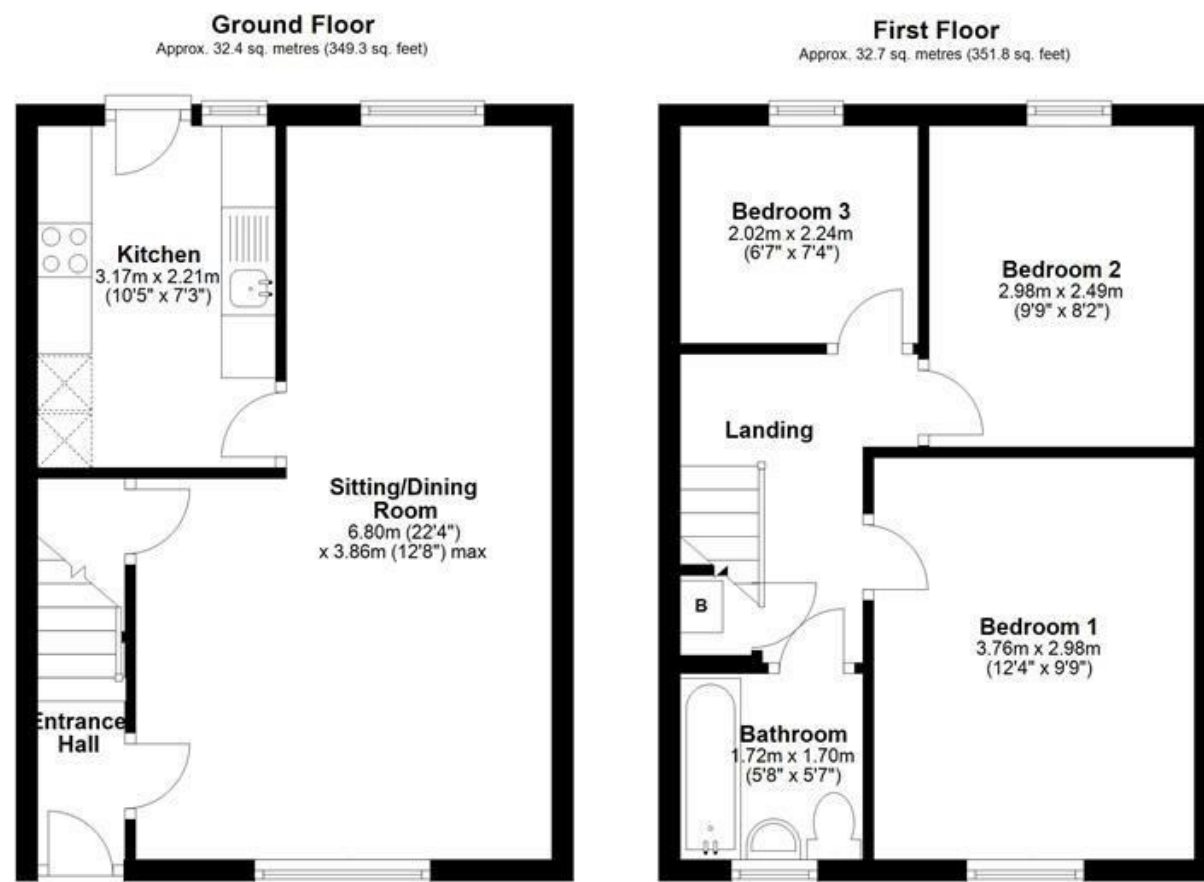 Ground Floor
Approx. 32.4 sq. metres (349.3 sq. feet)
Kitchen
3.17m x 2.21m
(10'5" x 7'3")
Sitting/Dining
Room
6.80m (22'4")
x 3.86m (12'8") max
Entrance
Hall
First Floor
Approx. 32.7 sq. metres (351.8 sq. feet)
Bedroom 3
2.02m x 2.24m
(6'7" x 7'4")
Bedroom 2
2.98m x 2.49m
(9'9" x 8'2")
Landing
B
Bedroom 1
3.76m x 2.98m
(12'4" x 9'9")
Bathroom
1.72m x 1.70m
(5'8" x 5'7")